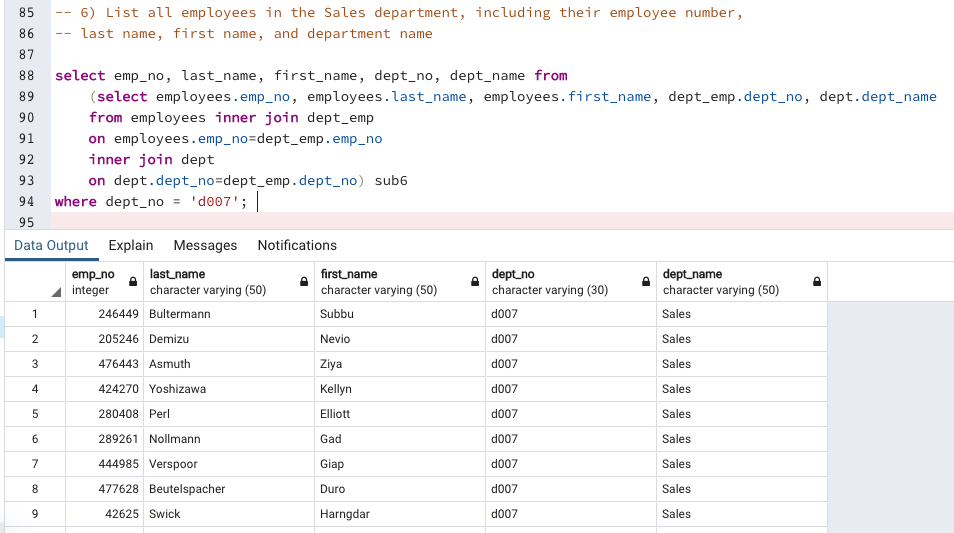 85 -- 6) List all employees in the Sales department, including their employee number,
86 -- last name, first name, and department name
87
88 select emp_no, last_name, first_name, dept_no, dept_name from
89 (select employees.emp_no, employees.last_name, employees.first_name, dept_emp.dept_no, dept.dept_name
90 from employees inner join dept_emp
91 on employees.emp_no=dept_emp.emp_no
92 inner join dept
93 on dept.dept_no=dept_emp.dept_no) sub6
94 where dept_no = 'd007';
95
Data Output Explain Messages Notifications
emp_no last_name first_name dept_no dept_name
integer character varying (50) character varying (50) character varying (30) character varying (50)
1 246449 Bultermann Subbu d007 Sales
2 205246 Demizu Nevio d007 Sales
3 476443 Asmuth Ziya d007 Sales
4 424270 Yoshizawa Kellyn d007 Sales
5 280408 Perl Elliott d007 Sales
6 289261 Nollmann Gad d007 Sales
7 444985 Verspoor Giap d007 Sales
8 477628 Beutelspacher Duro d007 Sales
9 42625 Swick Harngdar d007 Sales